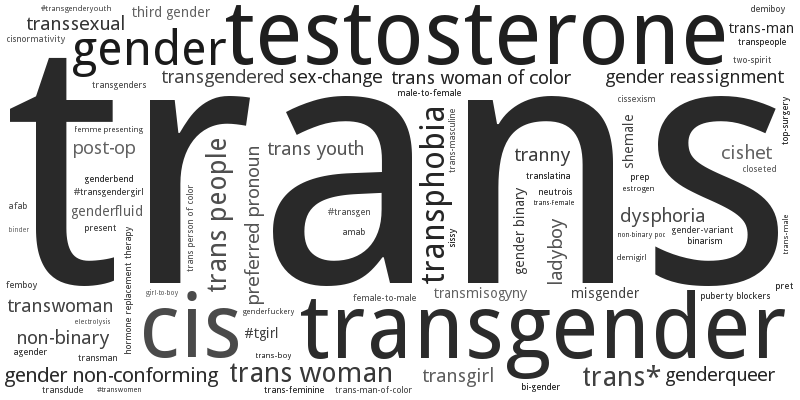 #transgenderyouth
third gender
demiboy
transsexual
testosterone
trans-man
cisnormativity
gender
transpeople
two-spirit
transgendered
sex-change
trans woman of color
gender reassignment
transgenders
male-to-female
trans
cissexism
top-surgery
femme presenting
post-op
trans people
preferred pronoun
trans youth
transphobia
trans-masculine
tranny
shemale
cishet
closeted
genderbend
#transgendergirl
translatina
prep
estrogen
neutrois
trans-female
afab
genderfluid
trans person of color
#transgen
amab
sissy
gender binary
ladyboy
dysphoria
binder
present
gender-variant
non-binary poc
binarism
trans-male
demigirl
hormone replacement therapy
femboy
girl-to-boy
female-to-male
transmisogyny
misgender
puberty blockers
pret
transwoman
cis
genderfuckery
transgender
electrolysis
non-binary
#tgirl
agender
transman
trans-boy
gender non-conforming
trans woman
transgirl
trans*
genderqueer
transdude
#transwomen
trans-feminine
trans-man-of-color
bi-gender